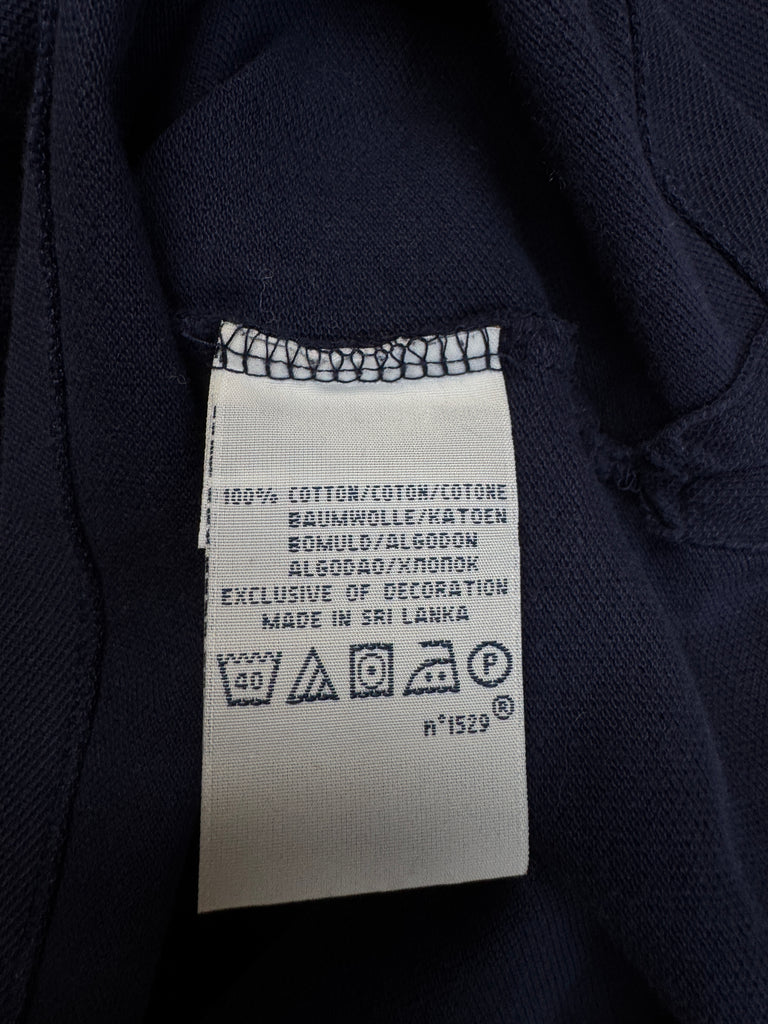 100% COTTON/COTON/COTONE
BAUMWOLLE/KATOEN
BOMULD/ALGODON
ALGODAO/ХЛОПОК
EXCLUSIVE OF DECORATION
MADE IN SRI LANKA
40 P
n°1529®